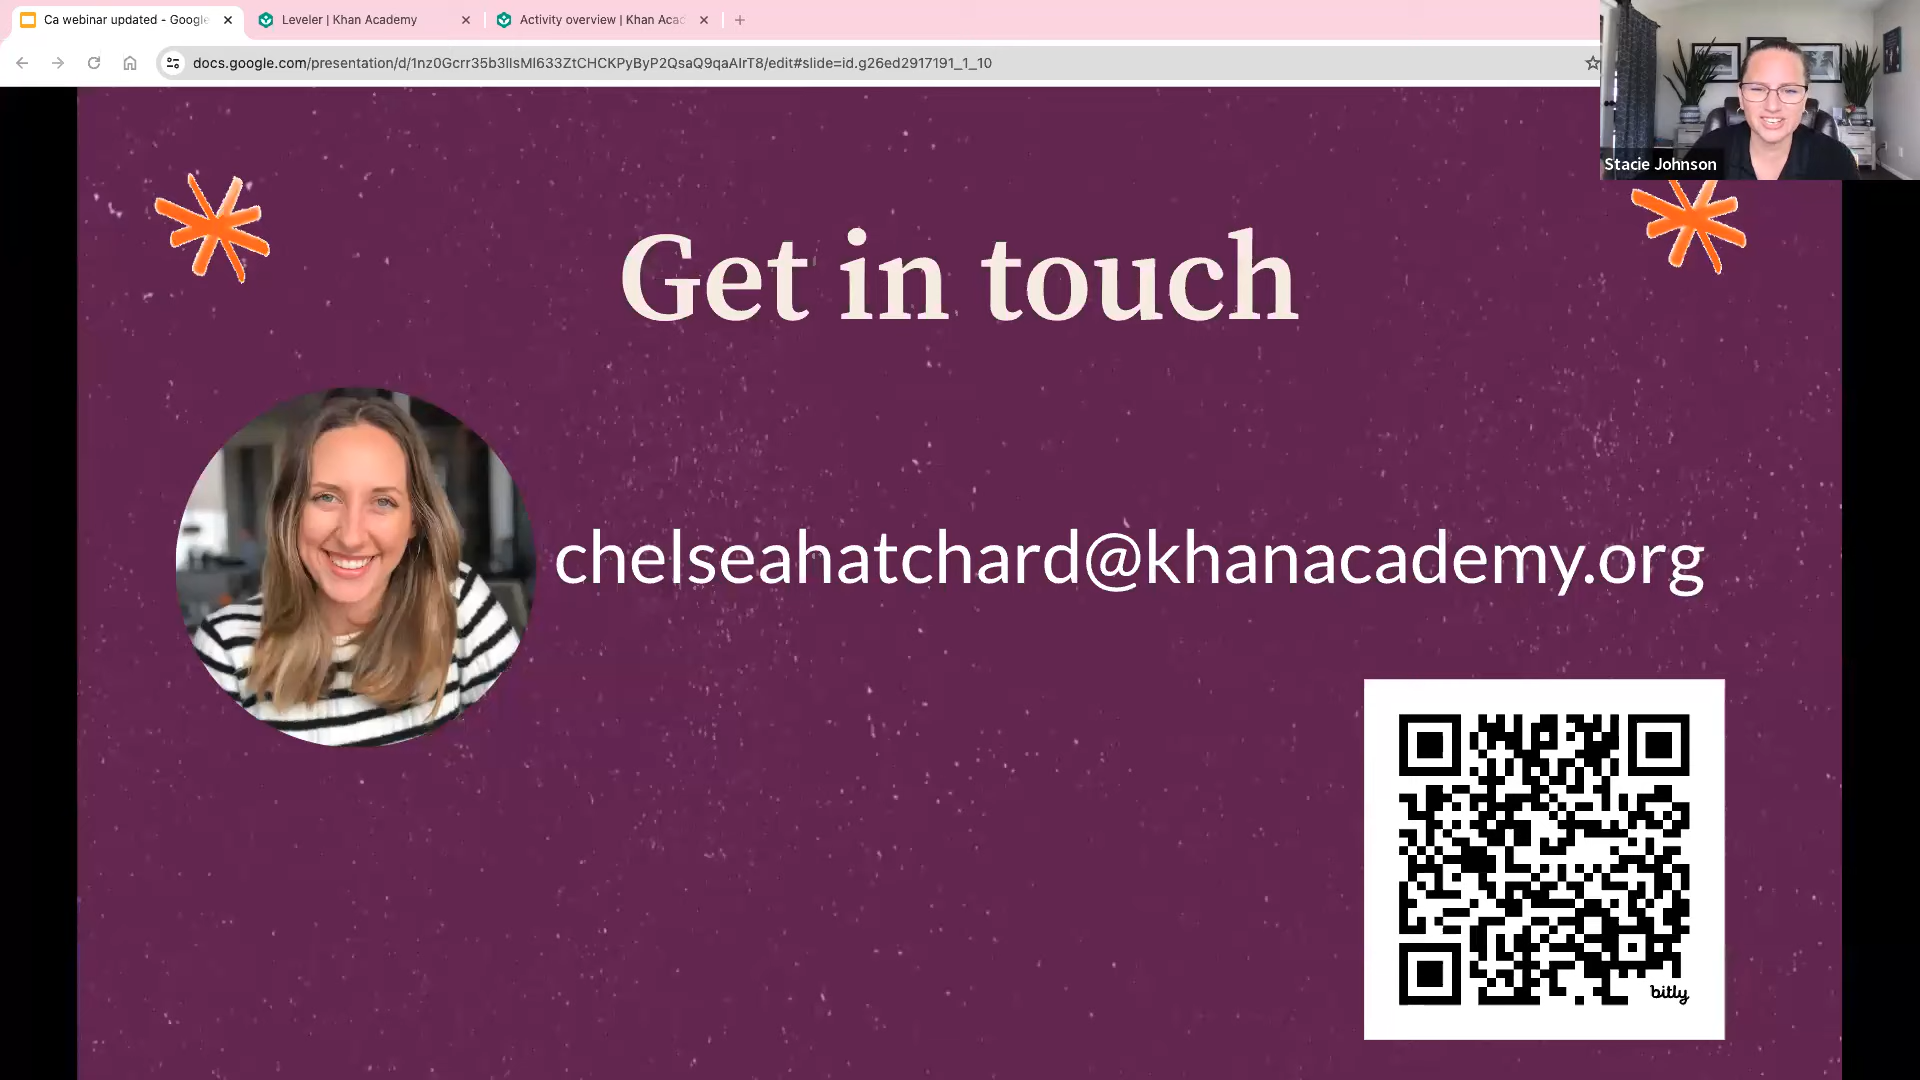 Ca webinar updated - Google
Leveler | Khan Academy
Activity overview | Khan Acad
docs.google.com/presentation/d/1nz0Gcrr35b3llsMl633ZtCHCKPyByP2QsaQ9qaAIrT8/edit#slide=id.g26ed2917191_1_10
Stacie Johnson
Get in touch
chelseahatchard@khanacademy.org
bitly